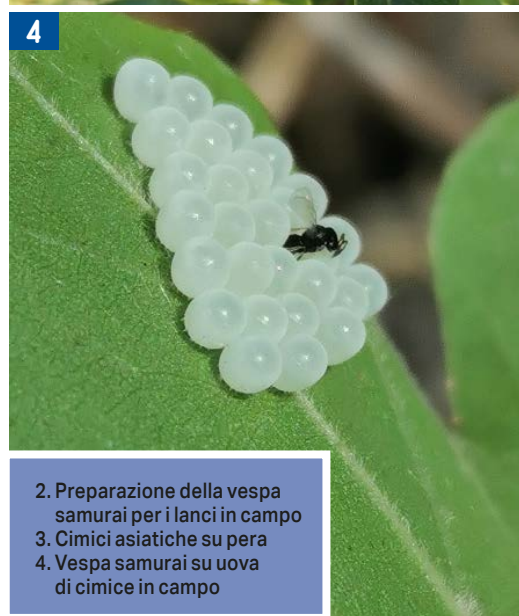 4
2. Preparazione della vespa
samurai per i lanci in campo
3. Cimici asiatiche su pera
4. Vespa samurai su uova
di cimice in campo